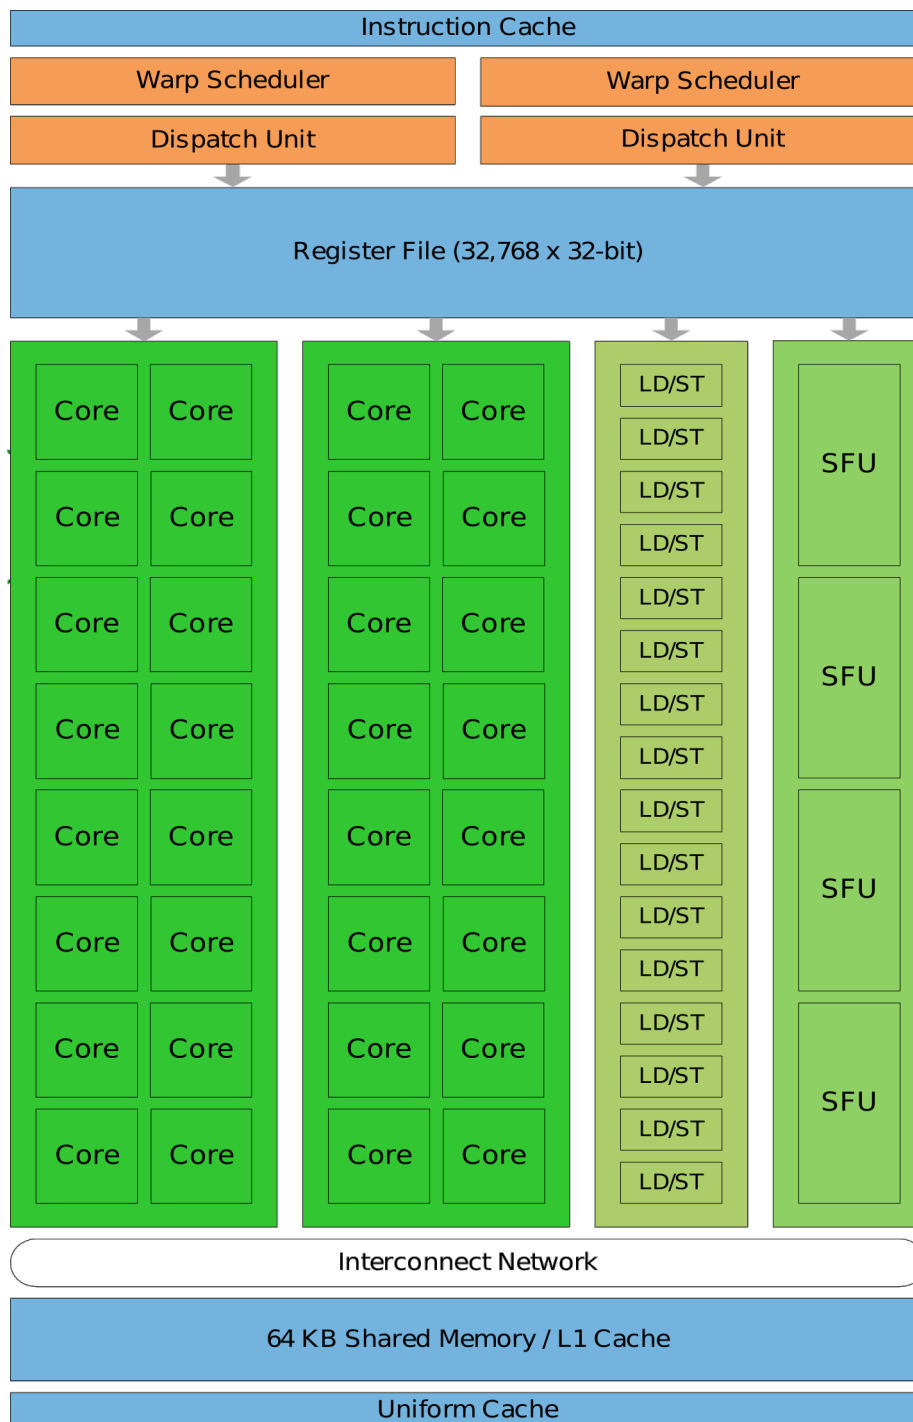 Instruction Cache
Warp Scheduler Warp Scheduler
Dispatch Unit Dispatch Unit
Register File (32,768 x 32-bit)
Core Core Core Core LD/ST
LD/ST
SFU
LD/ST
Core Core Core Core
LD/ST
LD/ST
Core Core Core Core
LD/ST
SFU
LD/ST
Core Core Core Core
LD/ST
LD/ST
Core Core Core Core
LD/ST
SFU
LD/ST
Core Core Core Core
LD/ST
LD/ST
Core Core Core Core
LD/ST
SFU
LD/ST
Core Core Core Core
LD/ST
Interconnect Network
64 KB Shared Memory / L1 Cache
Uniform Cache